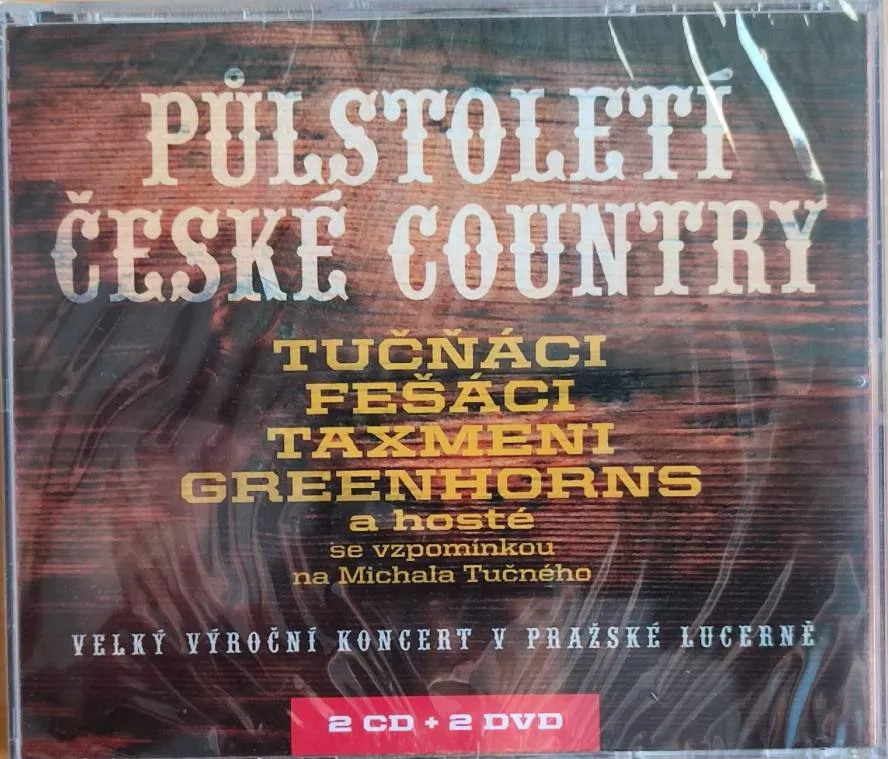 PŮLSTOLETÍ
ČESKÉ COUNTRY
TUČŇÁCI
FEŠÁCI
TAXMENI
GREENHORNS
a hosté
se vzpomínkou
na Michala Tučného
VELKÝ VÝROČNÍ KONCERT V PRAŽSKÉ LUCERNĚ
2 CD + 2 DVD